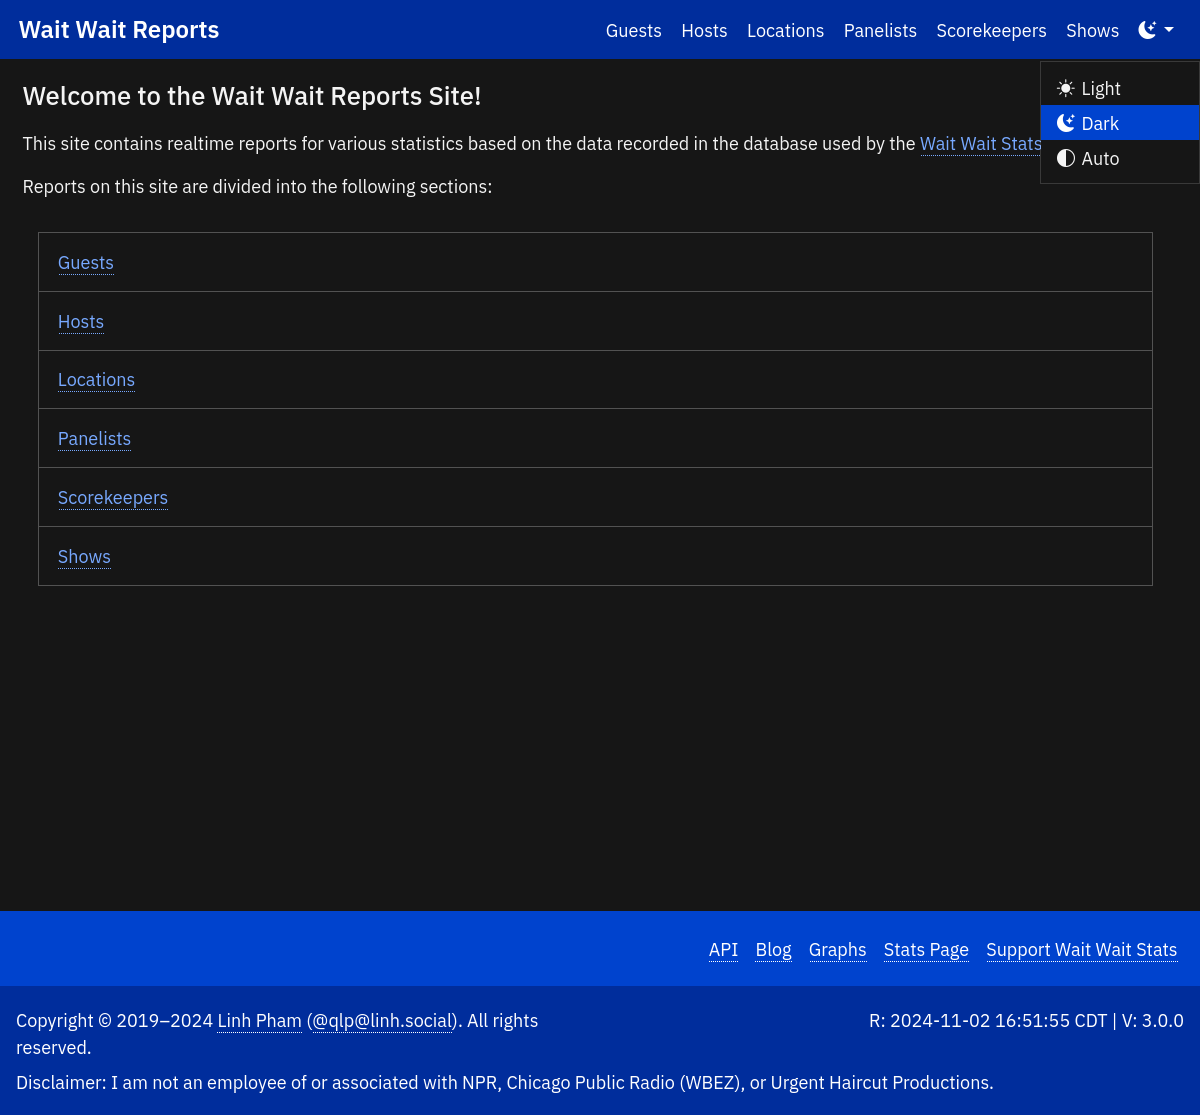 Wait Wait Reports
Guests Hosts Locations Panelists Scorekeepers Shows
Light
Dark
Auto
Welcome to the Wait Wait Reports Site!
This site contains realtime reports for various statistics based on the data recorded in the database used by the Wait Wait Stats
Reports on this site are divided into the following sections:
Guests
Hosts
Locations
Panelists
Scorekeepers
Shows
API Blog Graphs Stats Page Support Wait Wait Stats
Copyright © 2019–2024 Linh Pham (@qlp@linh.social). All rights
reserved.
R: 2024-11-02 16:51:55 CDT | V: 3.0.0
Disclaimer: I am not an employee of or associated with NPR, Chicago Public Radio (WBEZ), or Urgent Haircut Productions.